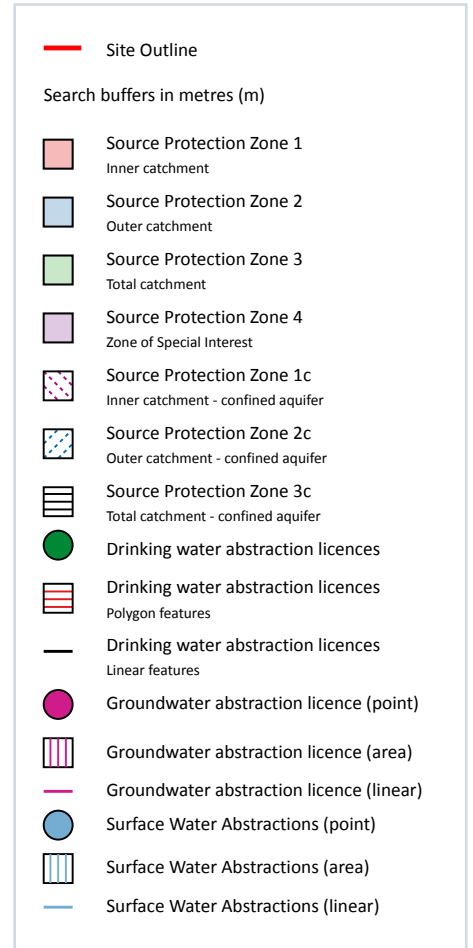 Site Outline
Search buffers in metres (m)
Source Protection Zone 1
Inner catchment
Source Protection Zone 2
Outer catchment
Source Protection Zone 3
Total catchment
Source Protection Zone 4
Zone of Special Interest
Source Protection Zone 1c
Inner catchment - confined aquifer
Source Protection Zone 2c
Outer catchment - confined aquifer
Source Protection Zone 3c
Total catchment - confined aquifer
Drinking water abstraction licences
Drinking water abstraction licences
Polygon features
Drinking water abstraction licences
Linear features
Groundwater abstraction licence (point)
Groundwater abstraction licence (area)
Groundwater abstraction licence (linear)
Surface Water Abstractions (point)
Surface Water Abstractions (area)
Surface Water Abstractions (linear)